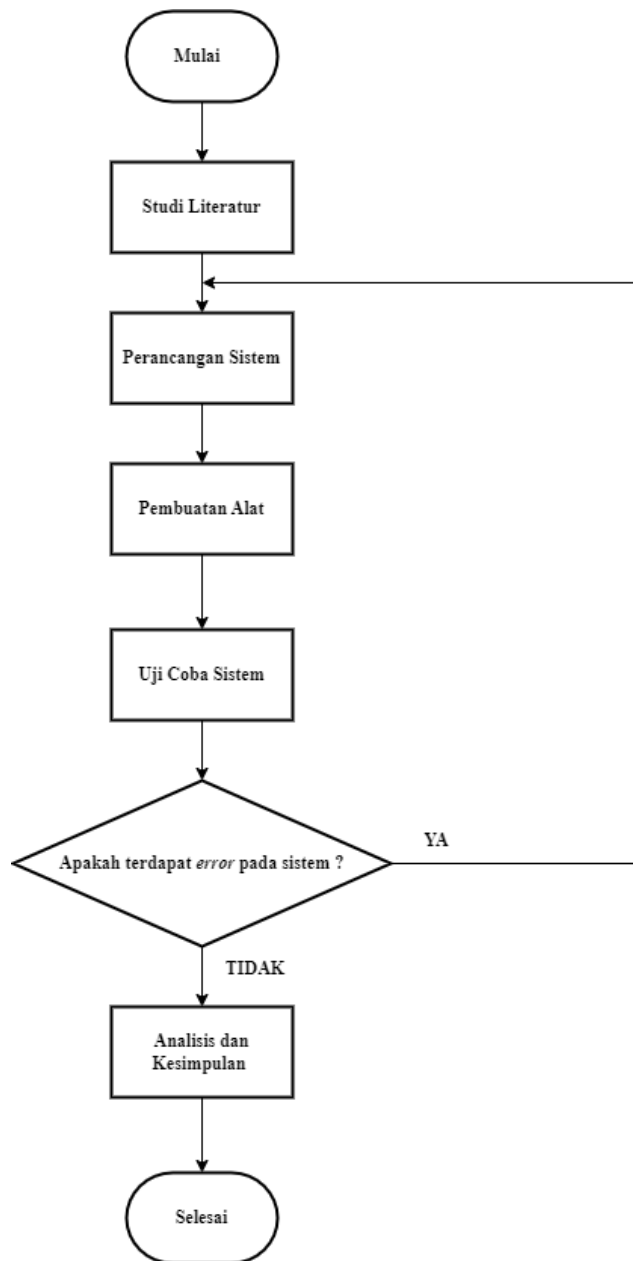 Mulai
Studi Literatur
Perancangan Sistem
Pembuatan Alat
Uji Coba Sistem
Apakah terdapat error pada sistem ?
YA
TIDAK
Analisis dan
Kesimpulan
Selesai